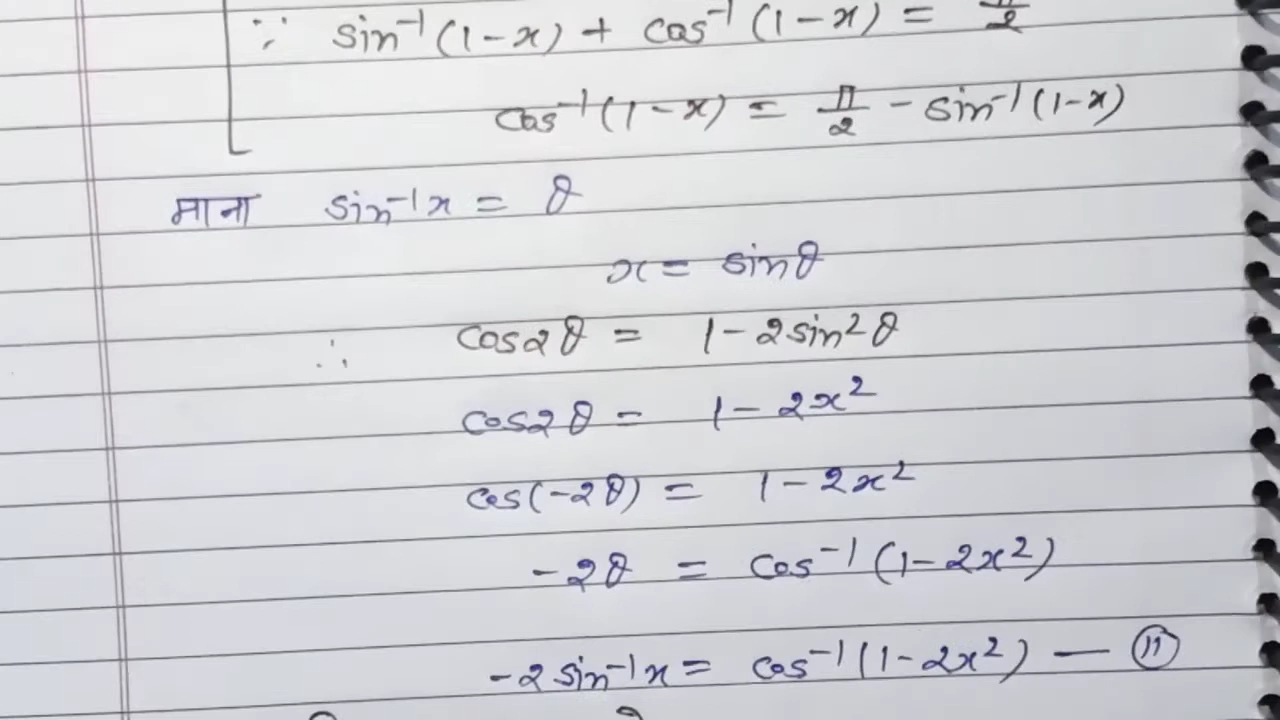 ∵ sin⁻¹(1-x) + cos⁻¹(1-x) = π/2
cos⁻¹(1-x) = π/2 - sin⁻¹(1-x)
माना sin⁻¹x = θ
x = sinθ
∴ cos2θ = 1-2sin²θ
cos2θ = 1-2x²
cos(-2θ) = 1-2x²
-2θ = cos⁻¹(1-2x²)
-2sin⁻¹x = cos⁻¹(1-2x²) — (11)